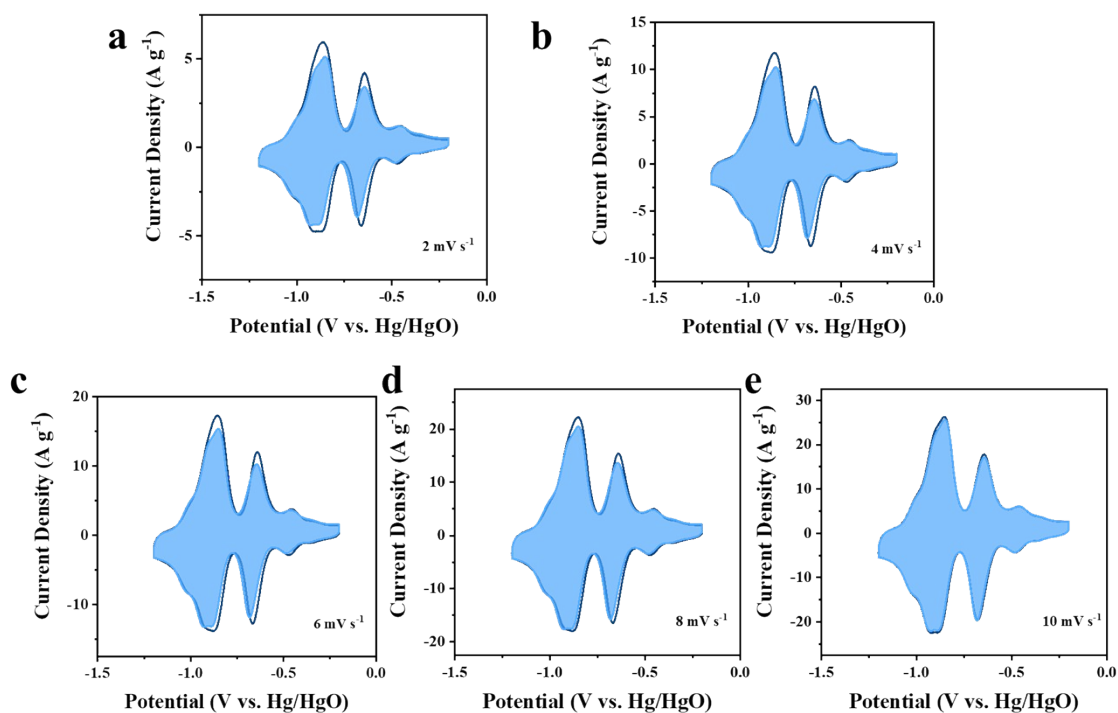 a
Current Density (A g-1)
5
0
-5
2 mV s-1
-1.5
-1.0
-0.5
0.0
Potential (V vs. Hg/HgO)
b
Current Density (A g-1)
15
10
5
0
-5
-10
4 mV s-1
-1.5
-1.0
-0.5
0.0
Potential (V vs. Hg/HgO)
c
Current Density (A g-1)
20
10
0
-10
6 mV s-1
-1.5
-1.0
-0.5
0.0
Potential (V vs. Hg/HgO)
d
Current Density (A g-1)
20
10
0
-10
-20
8 mV s-1
-1.5
-1.0
-0.5
0.0
Potential (V vs. Hg/HgO)
e
Current Density (A g-1)
30
20
10
0
-10
-20
10 mV s-1
-1.5
-1.0
-0.5
0.0
Potential (V vs. Hg/HgO)